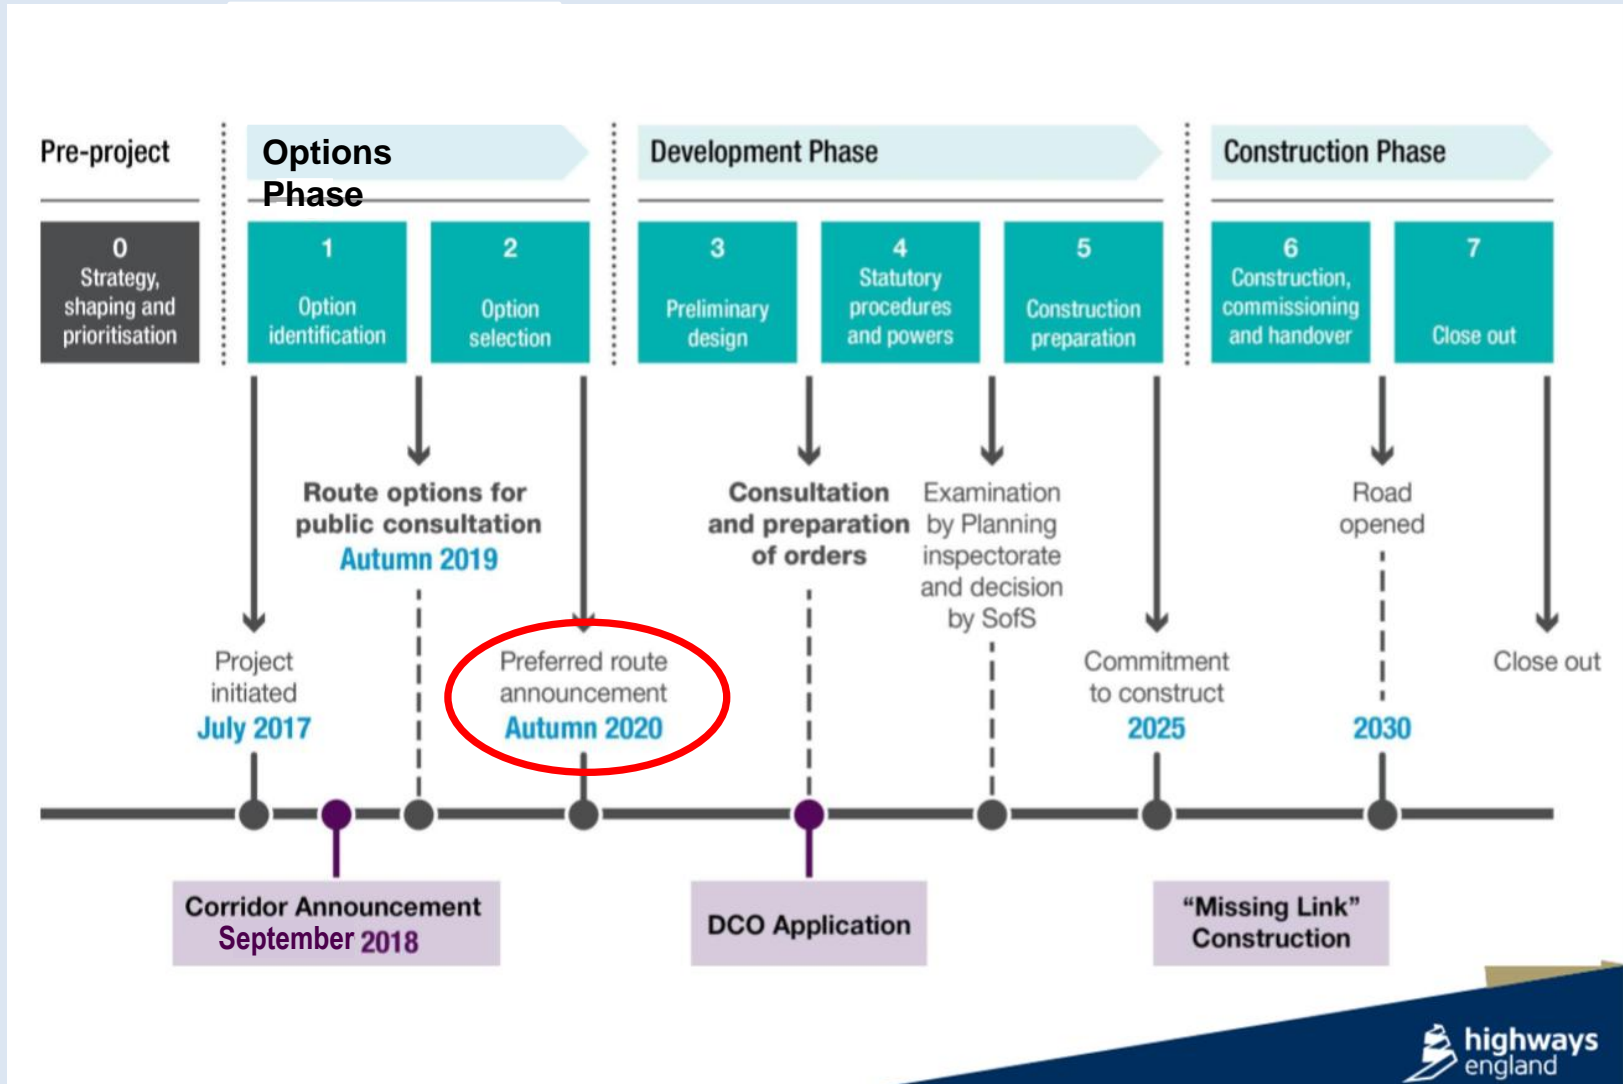 Pre-project
Options
Phase
Development Phase
Construction Phase
0
Strategy,
shaping and
prioritisation
1
Option
identification
2
Option
selection
3
Preliminary
design
4
Statutory
procedures
and powers
5
Construction
preparation
6
Construction,
commissioning
and handover
7
Close out
Route options for
public consultation
Autumn 2019
Consultation
and preparation
of orders
Examination
by Planning
inspectorate
and decision
by SofS
Road
opened
Project
initiated
July 2017
Preferred route
announcement
Autumn 2020
Commitment
to construct
2025
2030
Close out
Corridor Announcement
September 2018
DCO Application
“Missing Link”
Construction
highways
england